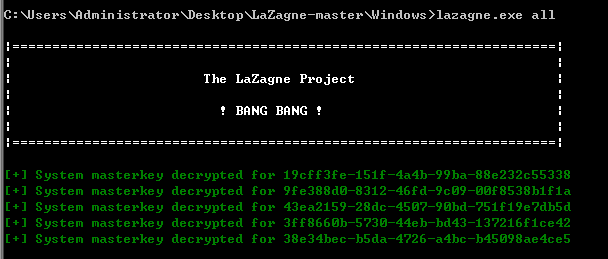 C:\Users\Administrator\Desktop\LaZagne-master\Windows>lazagne.exe all
|====================================================================|
The LaZagne Project
! BANG BANG !
|====================================================================|
[+] System masterkey decrypted for 19cff3fe-151f-4a4b-99ba-88e232c55338
[+] System masterkey decrypted for 9fe388d0-8312-46fd-9c09-00f8538b1f1a
[+] System masterkey decrypted for 43ea2159-28dc-4507-90bd-751f19e7db5d
[+] System masterkey decrypted for 3ff8660b-5730-44eb-bd43-137216f1ce42
[+] System masterkey decrypted for 38e34bec-b5da-4726-a4bc-b45098ae4ce5